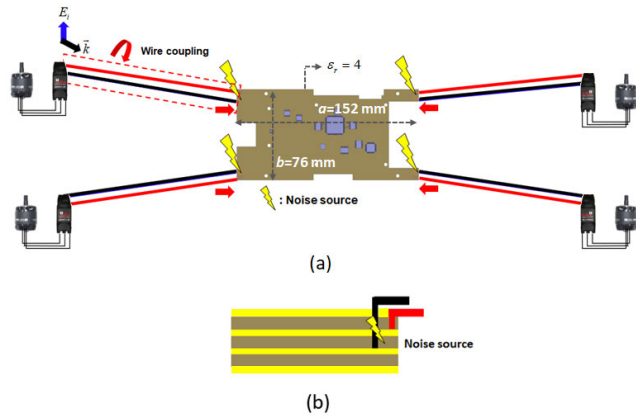 E_i
k
Wire coupling
ε_r = 4
a=152 mm
b=76 mm
: Noise source
(a)
Noise source
(b)